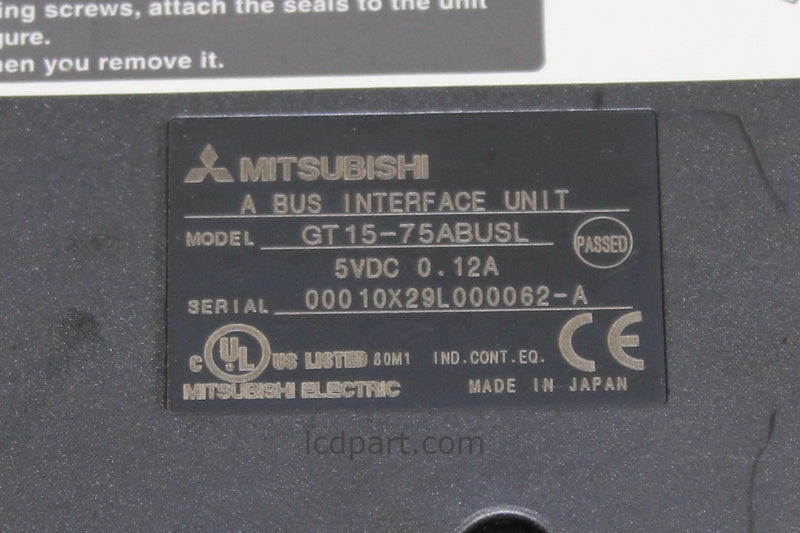 ing screws, attach the seals to the unit
gure.
en you remove it.
MITSUBISHI
A BUS INTERFACE UNIT
MODEL GT15-75ABUSL
PASSED
5VDC 0.12A
SERIAL 00010X29L000062-A
C UL US LISTED 80M1 IND.CONT.EQ. CE
MITSUBISHI ELECTRIC MADE IN JAPAN
lcdpart.com